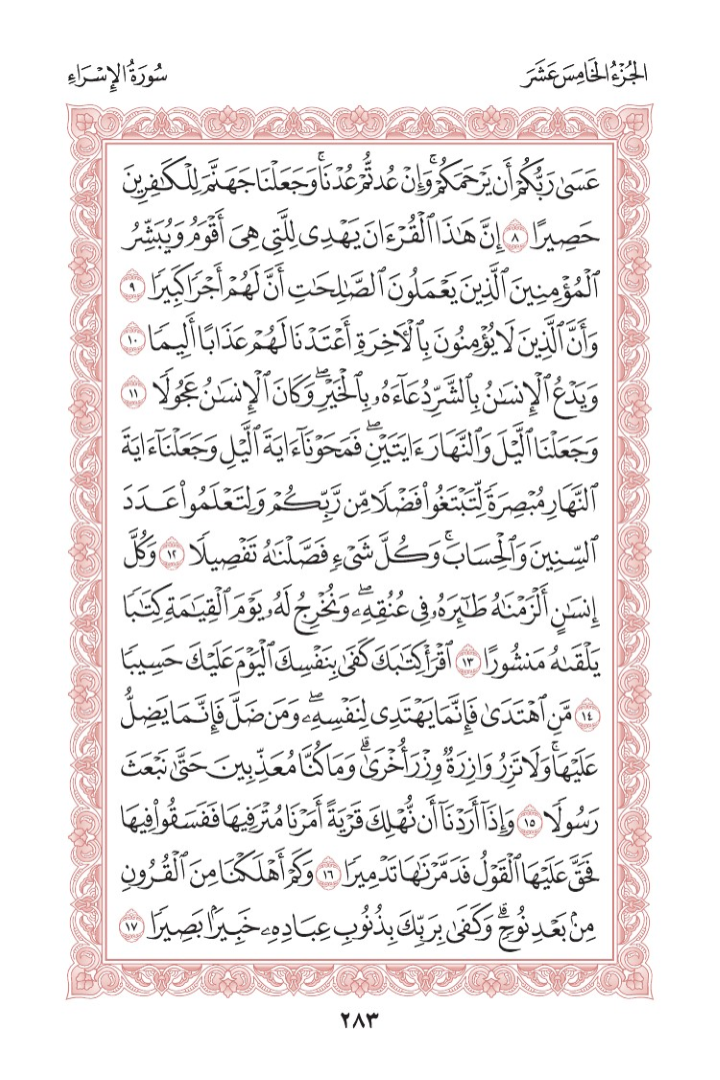 الجُزْءُ الخَامِسَ عَشَرَ
سُورَةُ الإِسْرَاءِ
عَسَىٰ رَبُّكُمْ أَن يَرْحَمَكُمْۚ وَإِنْ عُدتُّمْ عُدْنَاۚ وَجَعَلْنَا جَهَنَّمَ لِلْكَٰفِرِينَ
حَصِيرًا ٨ إِنَّ هَٰذَا ٱلْقُرْءَانَ يَهْدِى لِلَّتِى هِىَ أَقْوَمُ وَيُبَشِّرُ
ٱلْمُؤْمِنِينَ ٱلَّذِينَ يَعْمَلُونَ ٱلصَّٰلِحَٰتِ أَنَّ لَهُمْ أَجْرًا كَبِيرًا ٩
وَأَنَّ ٱلَّذِينَ لَا يُؤْمِنُونَ بِٱلْأَخِرَةِ أَعْتَدْنَا لَهُمْ عَذَابًا أَلِيمًا ١٠
وَيَدْعُ ٱلْإِنسَٰنُ بِٱلشَّرِّ دُعَآءَهُۥ بِٱلْخَيْرِۖ وَكَانَ ٱلْإِنسَٰنُ عَجُولًا ١١
وَجَعَلْنَا ٱلَّيْلَ وَٱلنَّهَارَ ءَايَتَيْنِۖ فَمَحَوْنَآ ءَايَةَ ٱلَّيْلِ وَجَعَلْنَآ ءَايَةَ
ٱلنَّهَارِ مُبْصِرَةً لِّتَبْتَغُوا۟ فَضْلًا مِّن رَّبِّكُمْ وَلِتَعْلَمُوا۟ عَدَدَ
ٱلسِّنِينَ وَٱلْحِسَابَۚ وَكُلَّ شَىْءٍ فَصَّلْنَٰهُ تَفْصِيلًا ١٢ وَكُلَّ
إِنسَٰنٍ أَلْزَمْنَٰهُ طَٰٓئِرَهُۥ فِى عُنُقِهِۦۖ وَنُخْرِجُ لَهُۥ يَوْمَ ٱلْقِيَٰمَةِ كِتَٰبًا
يَلْقَىٰهُ مَنشُورًا ١٣ ٱقْرَأْ كِتَٰبَكَ كَفَىٰ بِنَفْسِكَ ٱلْيَوْمَ عَلَيْكَ حَسِيبًا
١٤ مَّنِ ٱهْتَدَىٰ فَإِنَّمَا يَهْتَدِى لِنَفْسِهِۦۖ وَمَن ضَلَّ فَإِنَّمَا يَضِلُّ
عَلَيْهَاۚ وَلَا تَزِرُ وَازِرَةٌ وِزْرَ أُخْرَىٰۗ وَمَا كُنَّا مُعَذِّبِينَ حَتَّىٰ نَبْعَثَ
رَسُولًا ١٥ وَإِذَآ أَرَدْنَآ أَن نُّهْلِكَ قَرْيَةً أَمَرْنَا مُتْرَفِيهَا فَفَسَقُوا۟ فِيهَا
فَحَقَّ عَلَيْهَا ٱلْقَوْلُ فَدَمَّرْنَٰهَا تَدْمِيرًا ١٦ وَكَمْ أَهْلَكْنَا مِنَ ٱلْقُرُونِ
مِنۢ بَعْدِ نُوحٍۗ وَكَفَىٰ بِرَبِّكَ بِذُنُوبِ عِبَادِهِۦ خَبِيرًۢا بَصِيرًا ١٧
٢٨٣